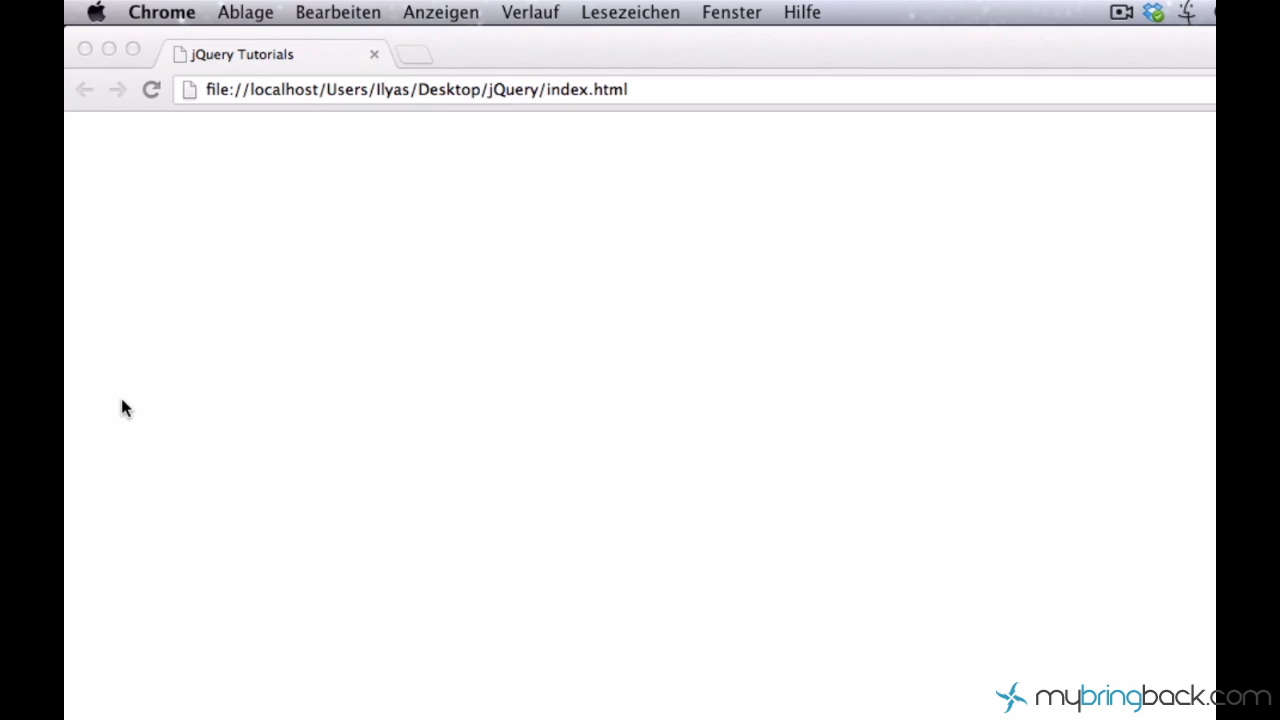 Chrome Ablage Bearbeiten Anzeigen Verlauf Lesezeichen Fenster Hilfe
jQuery Tutorials
file://localhost/Users/Ilyas/Desktop/jQuery/index.html
mybringback.com